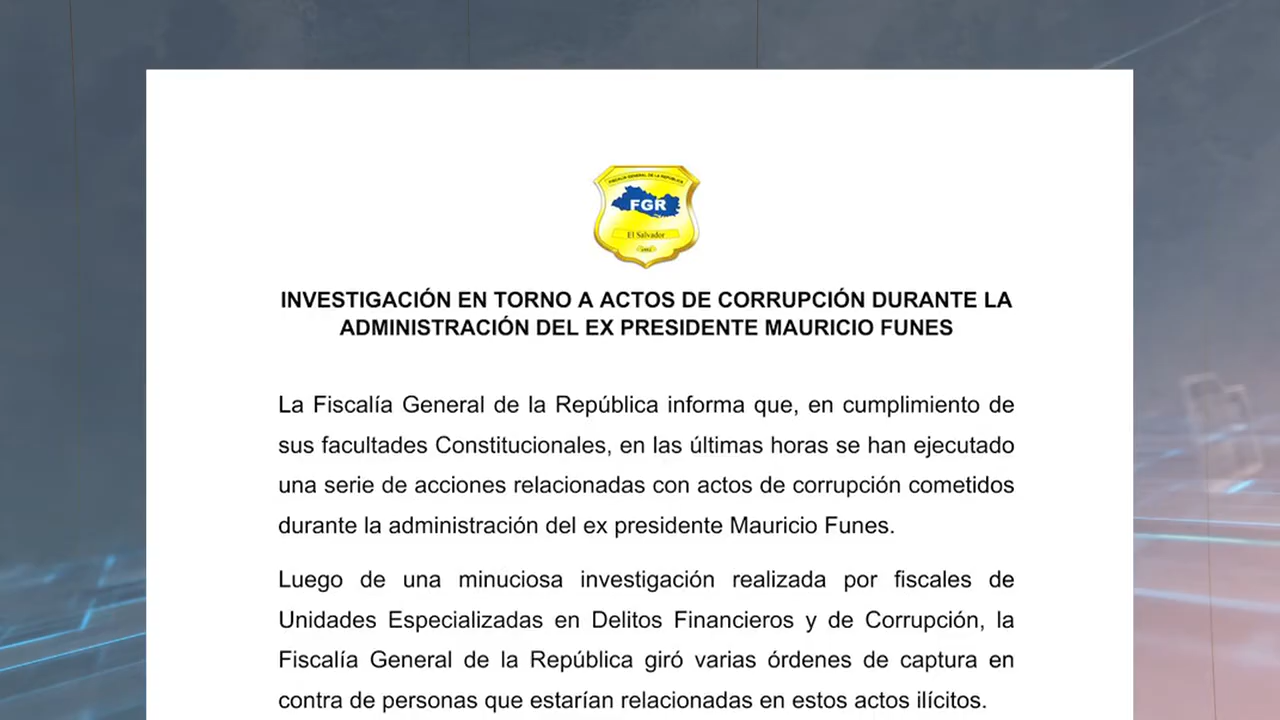 FISCALÍA GENERAL DE LA REPÚBLICA
FGR
El Salvador
INVESTIGACIÓN EN TORNO A ACTOS DE CORRUPCIÓN DURANTE LA
ADMINISTRACIÓN DEL EX PRESIDENTE MAURICIO FUNES
La Fiscalía General de la República informa que, en cumplimiento de
sus facultades Constitucionales, en las últimas horas se han ejecutado
una serie de acciones relacionadas con actos de corrupción cometidos
durante la administración del ex presidente Mauricio Funes.
Luego de una minuciosa investigación realizada por fiscales de
Unidades Especializadas en Delitos Financieros y de Corrupción, la
Fiscalía General de la República giró varias órdenes de captura en
contra de personas que estarían relacionadas en estos actos ilícitos.